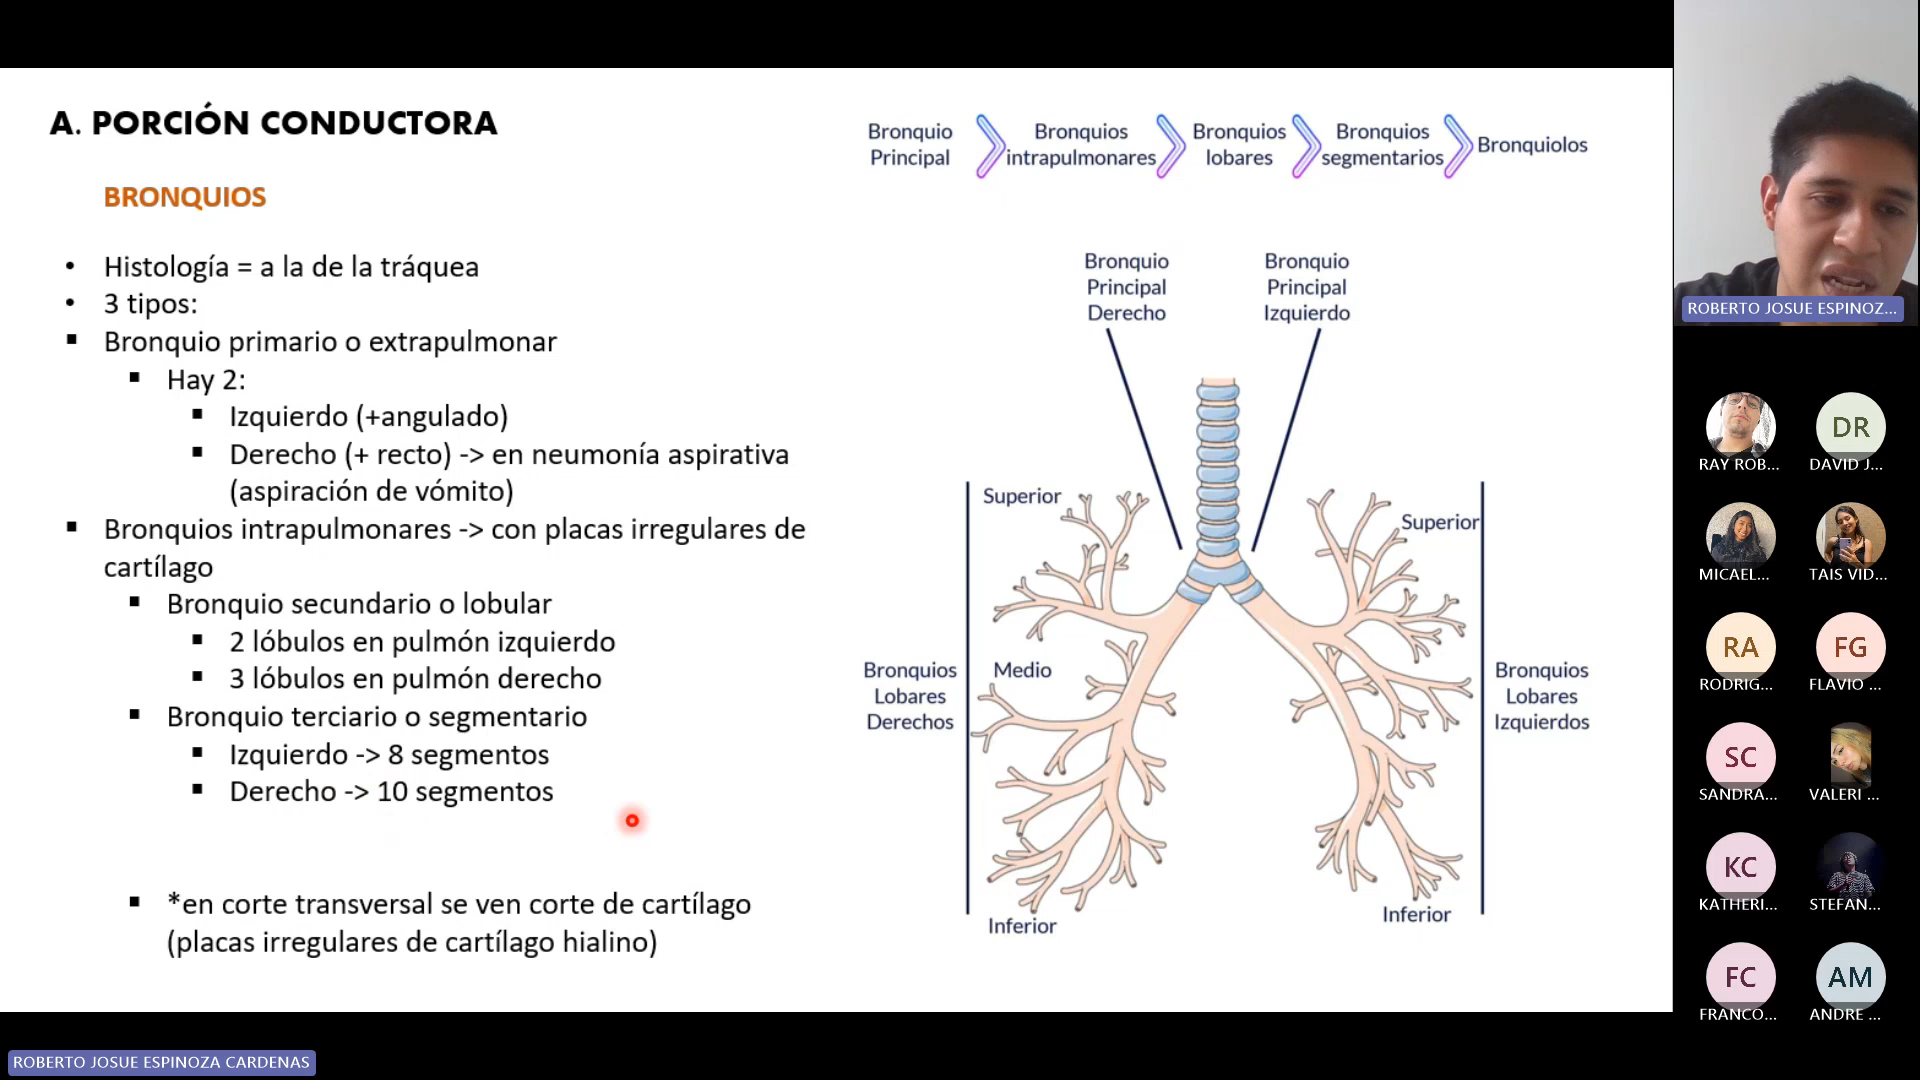 A. PORCIÓN CONDUCTORA
BRONQUIOS
• Histología = a la de la tráquea
• 3 tipos:
▪ Bronquio primario o extrapulmonar
▪ Hay 2:
▪ Izquierdo (+angulado)
▪ Derecho (+ recto) -> en neumonía aspirativa
(aspiración de vómito)
▪ Bronquios intrapulmonares -> con placas irregulares de
cartílago
▪ Bronquio secundario o lobular
▪ 2 lóbulos en pulmón izquierdo
▪ 3 lóbulos en pulmón derecho
▪ Bronquio terciario o segmentario
▪ Izquierdo -> 8 segmentos
▪ Derecho -> 10 segmentos
▪ *en corte transversal se ven corte de cartílago
(placas irregulares de cartílago hialino)
Bronquio
Principal
Bronquios
intrapulmonares
Bronquios
lobares
Bronquios
segmentarios
Bronquiolos
Bronquio
Principal
Derecho
Bronquio
Principal
Izquierdo
Superior
Superior
Bronquios
Lobares
Derechos
Medio
Bronquios
Lobares
Izquierdos
Inferior
Inferior
ROBERTO JOSUE ESPINOZ...
RAY ROB...
DR
DAVID J...
MICAEL...
TAIS VID...
RA
RODRIG...
FG
FLAVIO ...
SC
SANDRA...
VALERI ...
KC
KATHERI...
STEFAN...
FC
FRANCO...
AM
ANDRE ...
ROBERTO JOSUE ESPINOZA CARDENAS